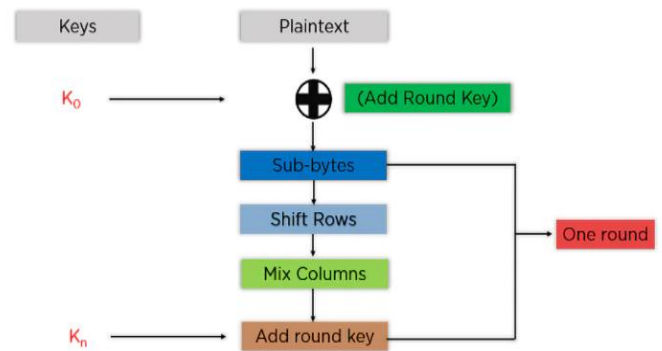 Keys
Plaintext
K₀
(Add Round Key)
Sub-bytes
Shift Rows
One round
Mix Columns
Kₙ
Add round key